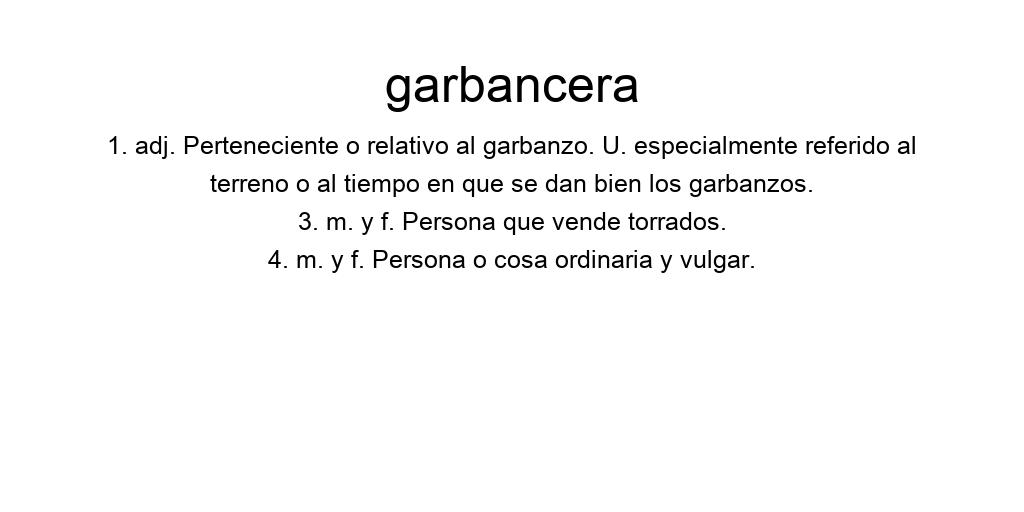 garbancera
1. adj. Perteneciente o relativo al garbanzo. U. especialmente referido al
terreno o al tiempo en que se dan bien los garbanzos.
3. m. y f. Persona que vende torrados.
4. m. y f. Persona o cosa ordinaria y vulgar.